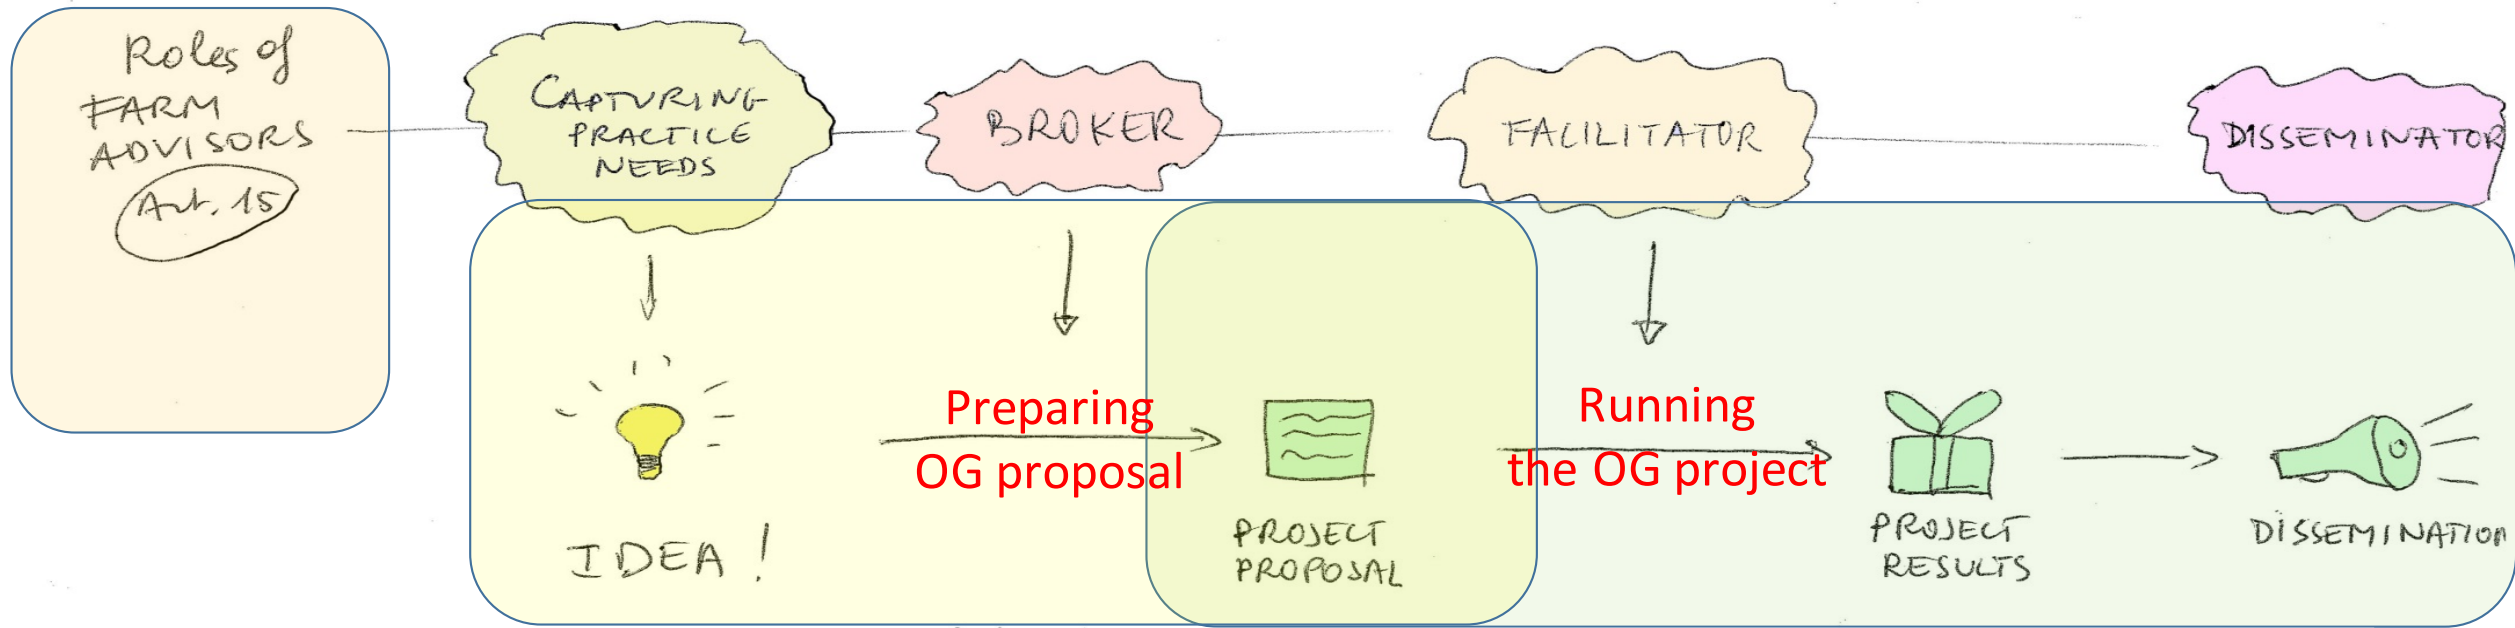 Roles of
FARM
ADVISORS
Art. 15
CAPTURING
PRACTICE
NEEDS
BROKER
FACILITATOR
DISSEMINATOR
Preparing
OG proposal
Running
the OG project
IDEA !
PROJECT
PROPOSAL
PROJECT
RESULTS
DISSEMINATION